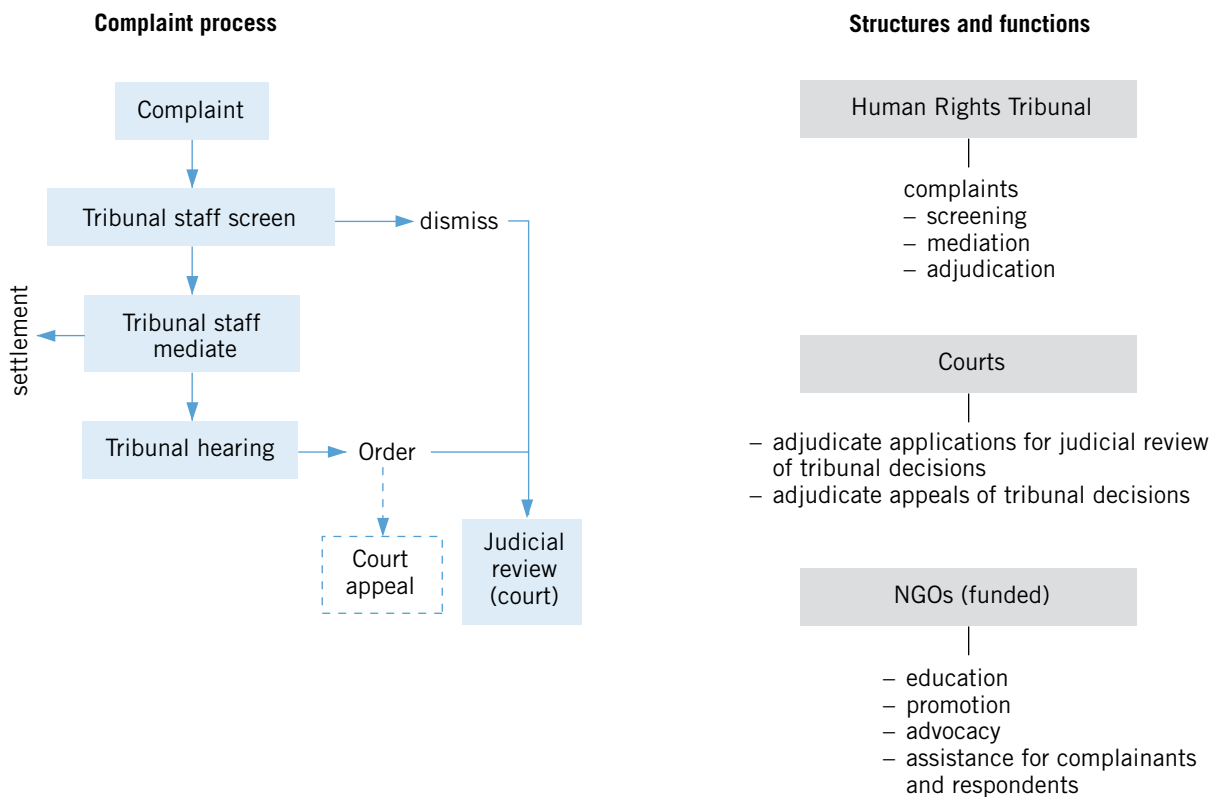 Complaint process
Complaint
Tribunal staff screen
dismiss
settlement
Tribunal staff
mediate
Tribunal hearing
Order
Court
appeal
Judicial
review
(court)
Structures and functions
Human Rights Tribunal
complaints
– screening
– mediation
– adjudication
Courts
– adjudicate applications for judicial review
of tribunal decisions
– adjudicate appeals of tribunal decisions
NGOs (funded)
– education
– promotion
– advocacy
– assistance for complainants
and respondents